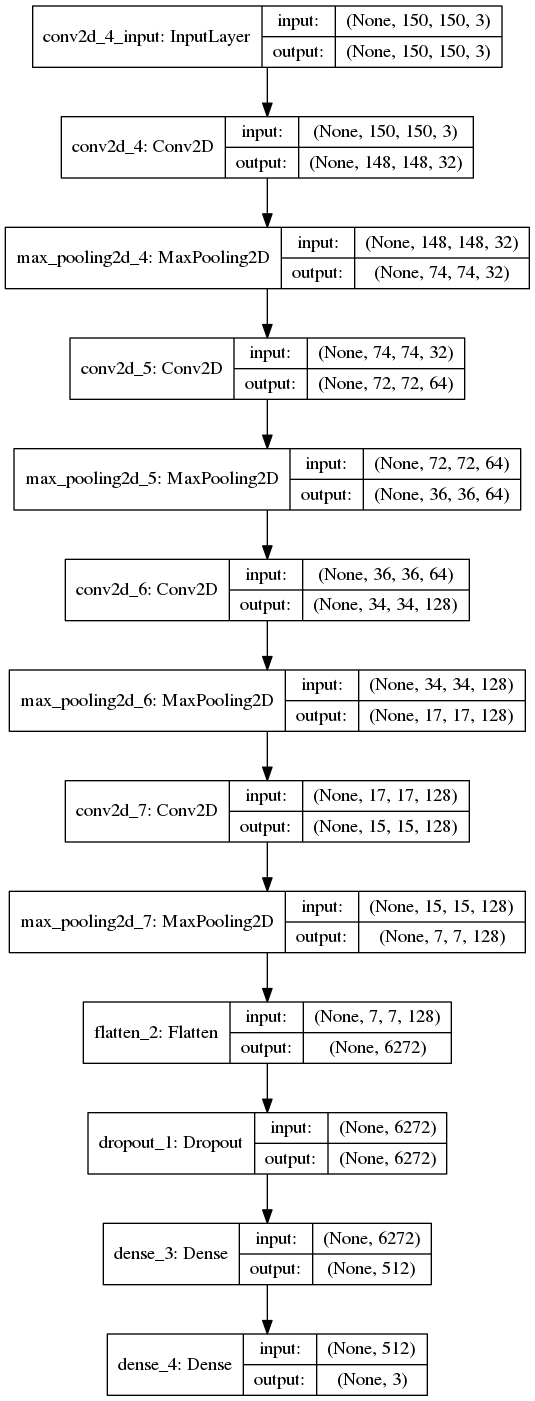 conv2d_4_input: InputLayer
input: (None, 150, 150, 3)
output: (None, 150, 150, 3)
conv2d_4: Conv2D
input: (None, 150, 150, 3)
output: (None, 148, 148, 32)
max_pooling2d_4: MaxPooling2D
input: (None, 148, 148, 32)
output: (None, 74, 74, 32)
conv2d_5: Conv2D
input: (None, 74, 74, 32)
output: (None, 72, 72, 64)
max_pooling2d_5: MaxPooling2D
input: (None, 72, 72, 64)
output: (None, 36, 36, 64)
conv2d_6: Conv2D
input: (None, 36, 36, 64)
output: (None, 34, 34, 128)
max_pooling2d_6: MaxPooling2D
input: (None, 34, 34, 128)
output: (None, 17, 17, 128)
conv2d_7: Conv2D
input: (None, 17, 17, 128)
output: (None, 15, 15, 128)
max_pooling2d_7: MaxPooling2D
input: (None, 15, 15, 128)
output: (None, 7, 7, 128)
flatten_2: Flatten
input: (None, 7, 7, 128)
output: (None, 6272)
dropout_1: Dropout
input: (None, 6272)
output: (None, 6272)
dense_3: Dense
input: (None, 6272)
output: (None, 512)
dense_4: Dense
input: (None, 512)
output: (None, 3)